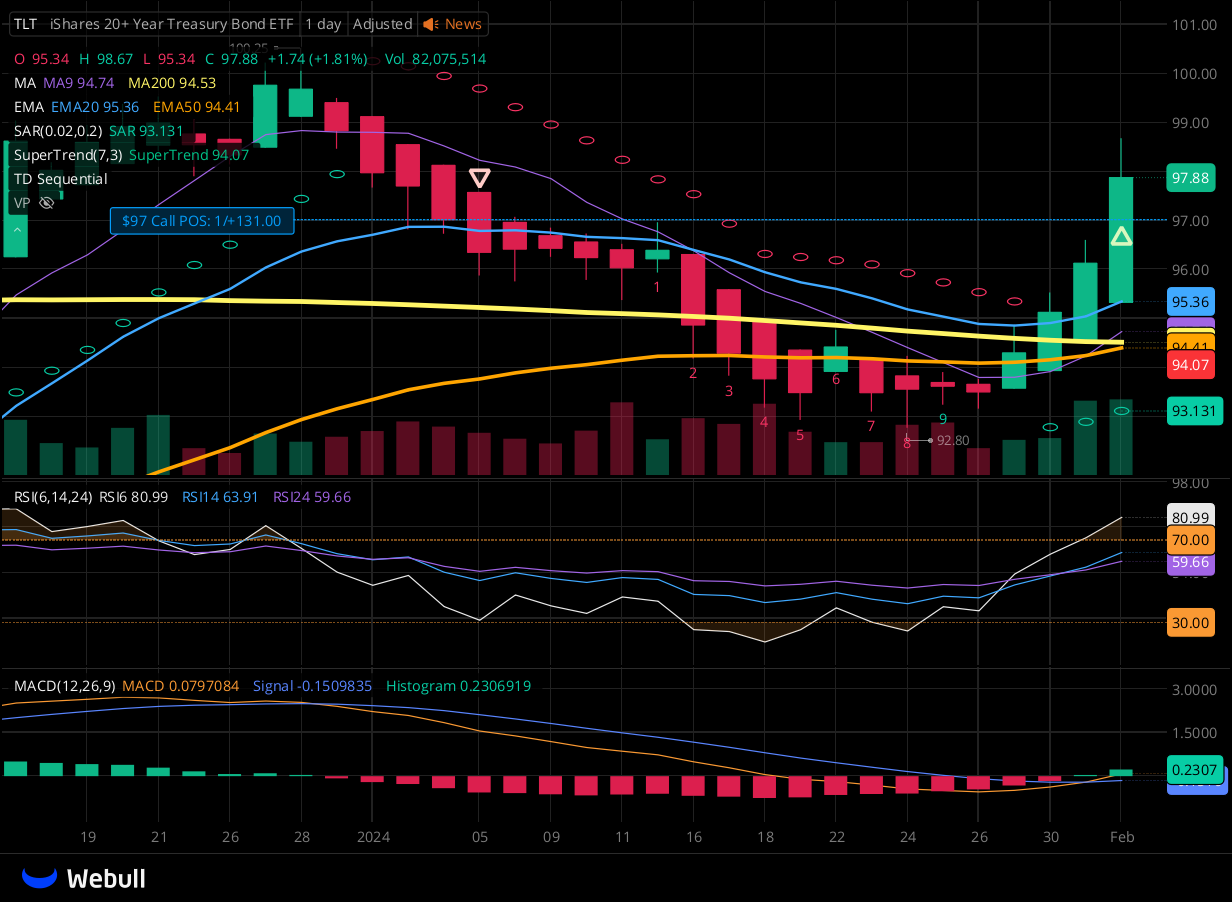 TLT iShares 20+ Year Treasury Bond ETF 1 day Adjusted News
101.00
O 95.34 H 98.67 L 95.34 C 97.88 +1.74 (+1.81%) Vol 82,075,514
100.00
MA MA9 94.74 MA200 94.53
EMA EMA20 95.36 EMA50 94.41
99.00
SAR(0.02,0.2) SAR 93.131
SuperTrend(7,3) SuperTrend 94.07
TD Sequential
97.88
VP
$97 Call POS: 1/+131.00
97.00
96.00
1
95.36
94.41
94.07
2
6
3
93.131
4
9
7
5
8
92.80
98.00
RSI(6,14,24) RSI6 80.99 RSI14 63.91 RSI24 59.66
80.99
70.00
59.66
30.00
MACD(12,26,9) MACD 0.0797084 Signal -0.1509835 Histogram 0.2306919
3.0000
1.5000
0.2307
19 21 26 28 2024 05 09 11 16 18 22 24 26 30 Feb
Webull